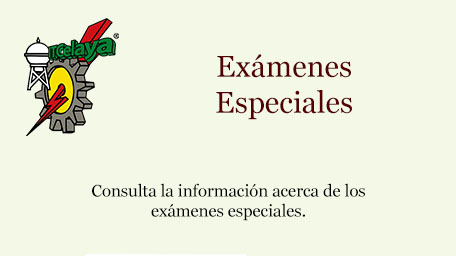 ITCelaya®
Exámenes
Especiales
Consulta la información acerca de los
exámenes especiales.